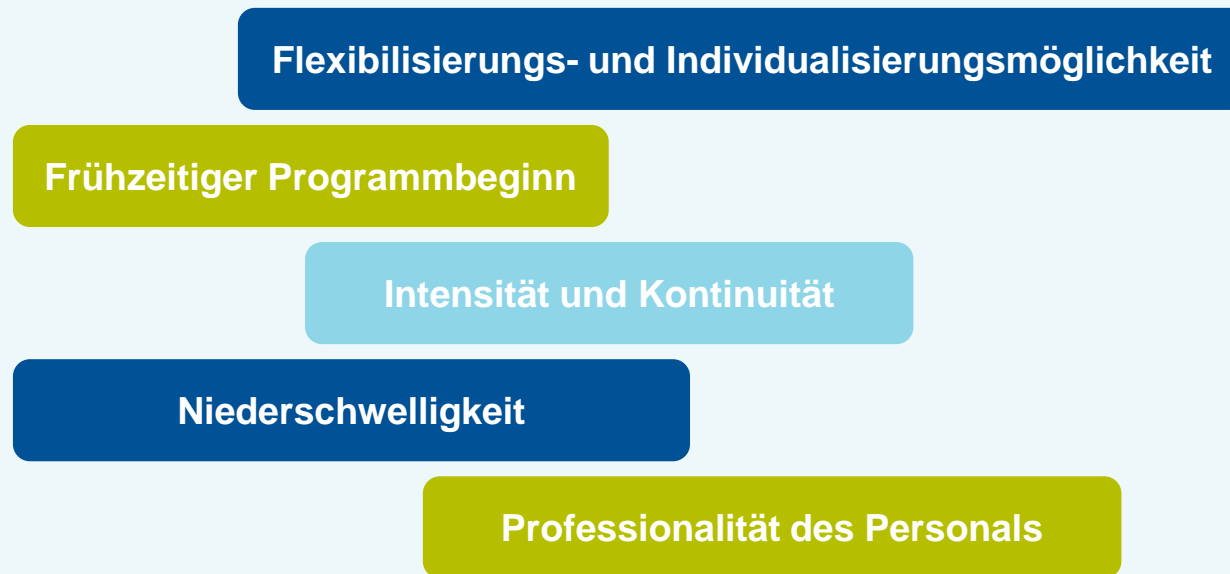 Flexibilisierungs- und Individualisierungsmöglichkeit
Frühzeitiger Programmbeginn
Intensität und Kontinuität
Niederschwelligkeit
Professionalität des Personals